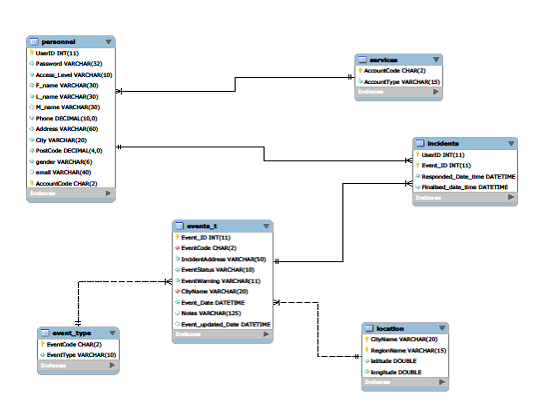 personnel
UserID INT(11)
Password VARCHAR(32)
Access_Level VARCHAR(10)
F_name VARCHAR(30)
L_name VARCHAR(30)
M_name VARCHAR(30)
Phone DECIMAL(10,0)
Address VARCHAR(60)
City VARCHAR(20)
PostCode DECIMAL(4,0)
gender VARCHAR(6)
email VARCHAR(40)
AccountCode CHAR(2)
Indexes
services
AccountCode CHAR(2)
AccountType VARCHAR(15)
Indexes
incidents
UserID INT(11)
Event_ID INT(11)
Responded_Date_time DATETIME
Finalised_date_time DATETIME
Indexes
events_t
Event_ID INT(11)
EventCode CHAR(2)
IncidentAddress VARCHAR(50)
EventStatus VARCHAR(10)
EventWarning VARCHAR(11)
CityName VARCHAR(20)
Event_Date DATETIME
Notes VARCHAR(125)
Event_updated_Date DATETIME
Indexes
event_type
EventCode CHAR(2)
EventType VARCHAR(10)
Indexes
location
CityName VARCHAR(20)
RegionName VARCHAR(15)
latitude DOUBLE
longitude DOUBLE
Indexes